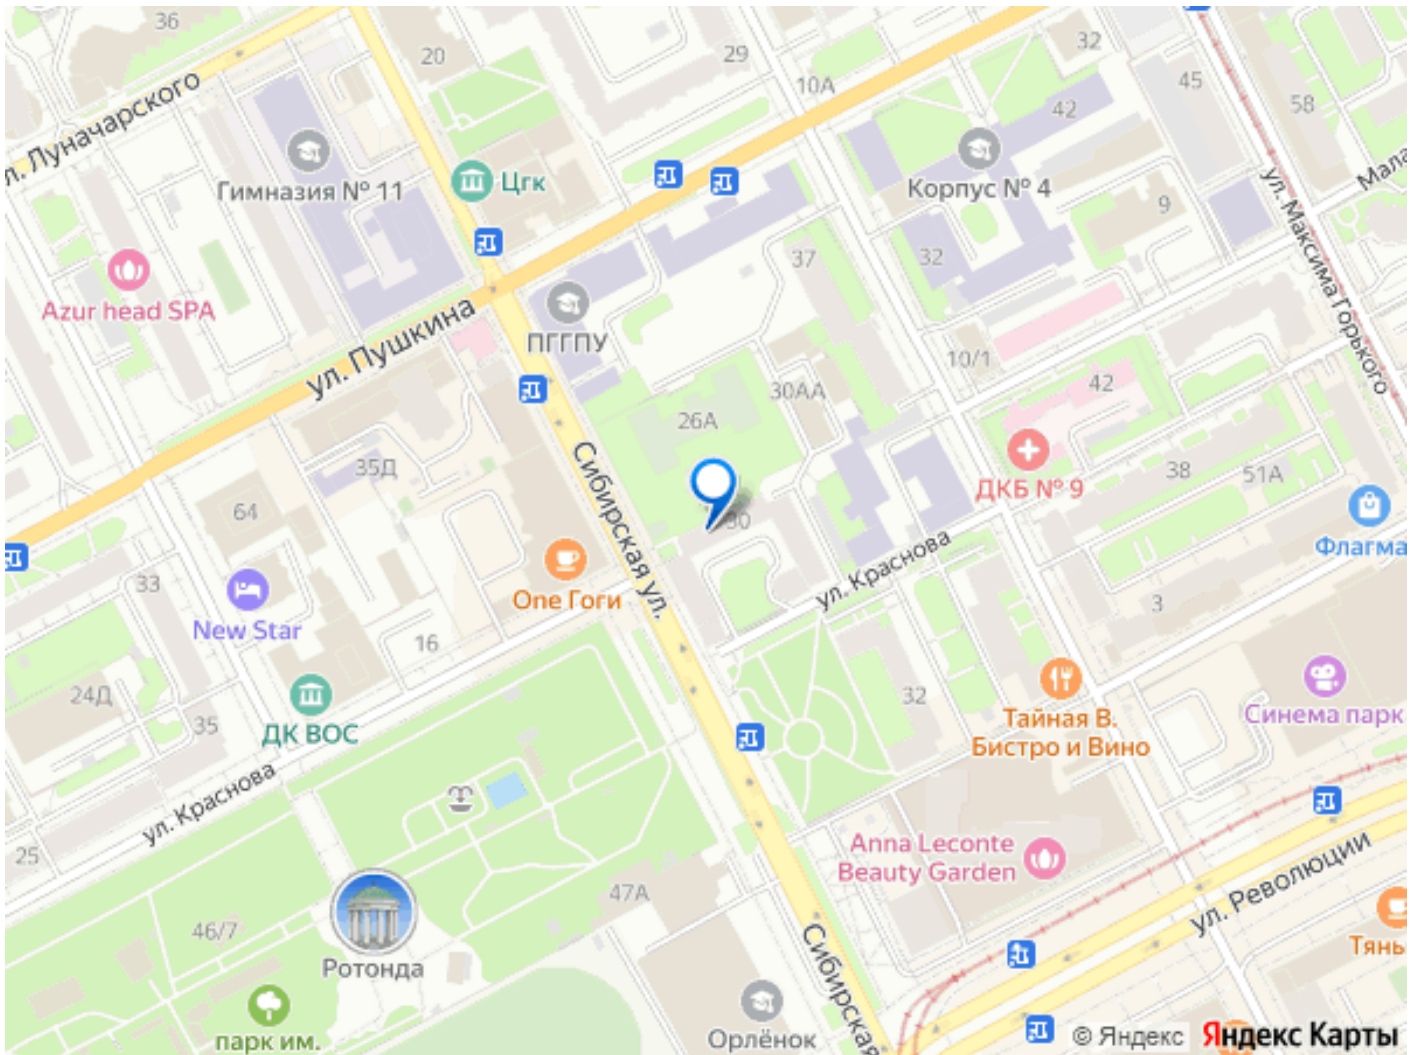 36
20
29
32
10А
45
58
42
ул. Луначарского
Гимназия № 11
Цгк
Корпус № 4
ул. Максима Горького
9
37
32
Azur head SPA
ул. Пушкина
ПГГПУ
10/1
42
30АА
26А
35Д
Сибирская ул.
ДКБ № 9
38
51А
64
30
ул. Краснова
33
One Гоги
New Star
3
16
24Д
35
ДК ВОС
32
Тайная В.
Бистро и Вино
Синема парк
ул. Краснова
25
Anna Leconte
Beauty Garden
ул. Революции
47А
46/7
Ротонда
Сибирская
парк им.
Орлёнок
© Яндекс
Яндекс Карты